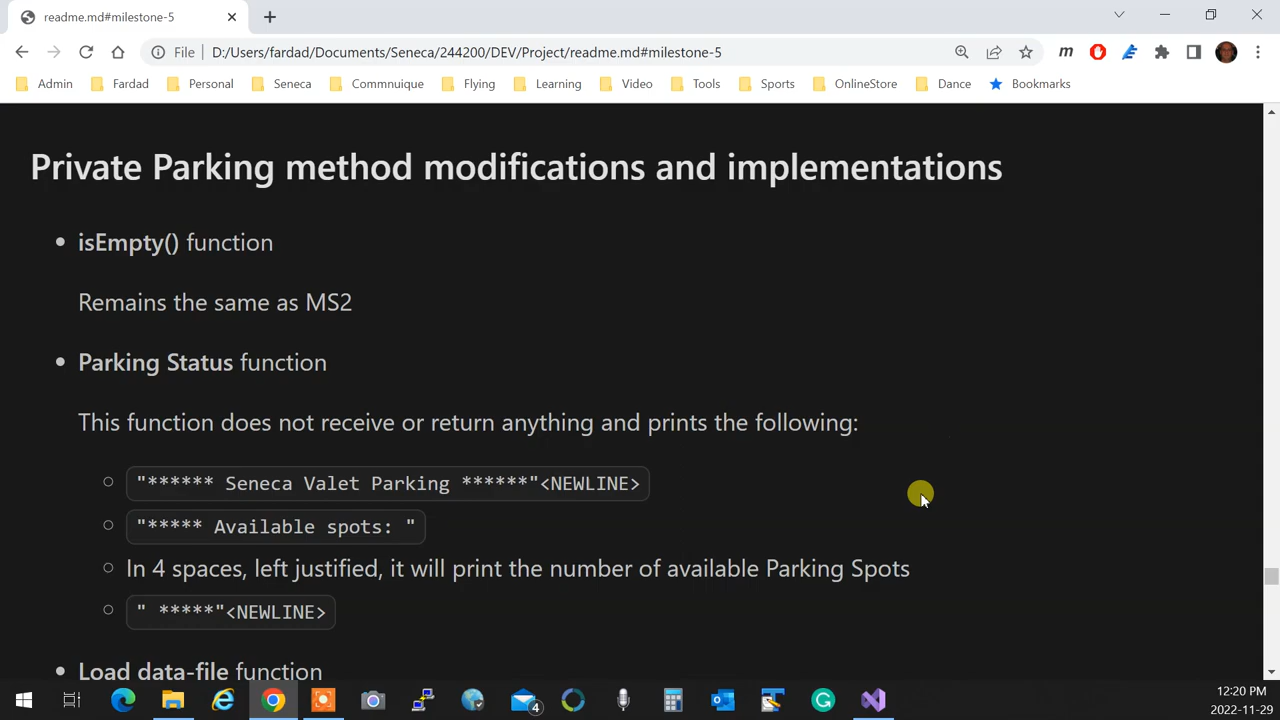 readme.md#milestone-5
File D:/Users/fardad/Documents/Seneca/244200/DEV/Project/readme.md#milestone-5
m
Admin Fardad Personal Seneca Commnuique Flying Learning Video Tools Sports OnlineStore Dance Bookmarks
Private Parking method modifications and implementations
isEmpty() function
Remains the same as MS2
Parking Status function
This function does not receive or return anything and prints the following:
"****** Seneca Valet Parking ******"<NEWLINE>
"***** Available spots: "
In 4 spaces, left justified, it will print the number of available Parking Spots
" *****"<NEWLINE>
Load data-file function
4
12:20 PM
2022-11-29